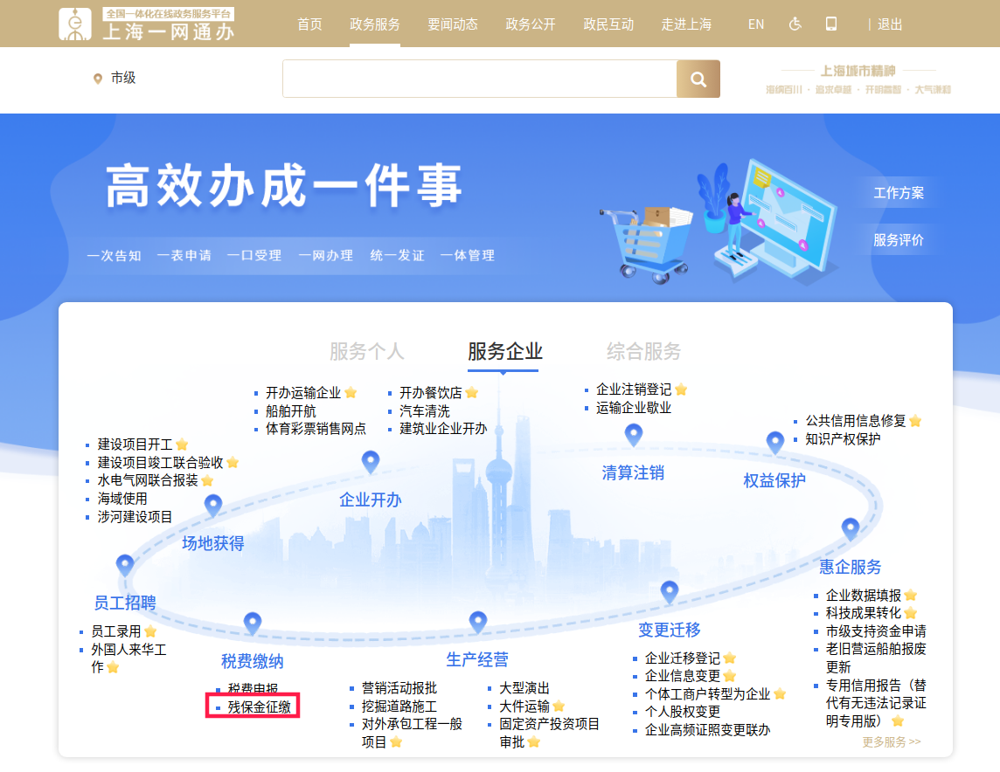 全国一体化在线政务服务平台
上海一网通办
首页 政务服务 要闻动态 政务公开 政民互动 走进上海 EN | 退出
市级
上海城市精神
海纳百川 · 追求卓越 · 开明睿智 · 大气谦和
高效办成一件事
一次告知 一表申请 一口受理 一网办理 统一发证 一体管理
工作方案
服务评价
服务个人 服务企业 综合服务
开办运输企业
船舶开航
体育彩票销售网点
开办餐饮店
汽车清洗
建筑业企业开办
企业开办
企业注销登记
运输企业歇业
清算注销
公共信用信息修复
知识产权保护
权益保护
建设项目开工
建设项目竣工联合验收
水电气网联合报装
海域使用
涉河建设项目
场地获得
员工招聘
员工录用
外国人来华工
作
税费缴纳
税费申报
残保金征缴
生产经营
营销活动报批
挖掘道路施工
对外承包工程一般
项目
大型演出
大件运输
固定资产投资项目
审批
变更迁移
企业迁移登记
企业信息变更
个体工商户转型为企业
个人股权变更
企业高频证照变更联办
惠企服务
企业数据填报
科技成果转化
市级支持资金申请
老旧营运船舶报废
更新
专用信用报告（替
代有无违法记录证
明专用版）
更多服务 >>